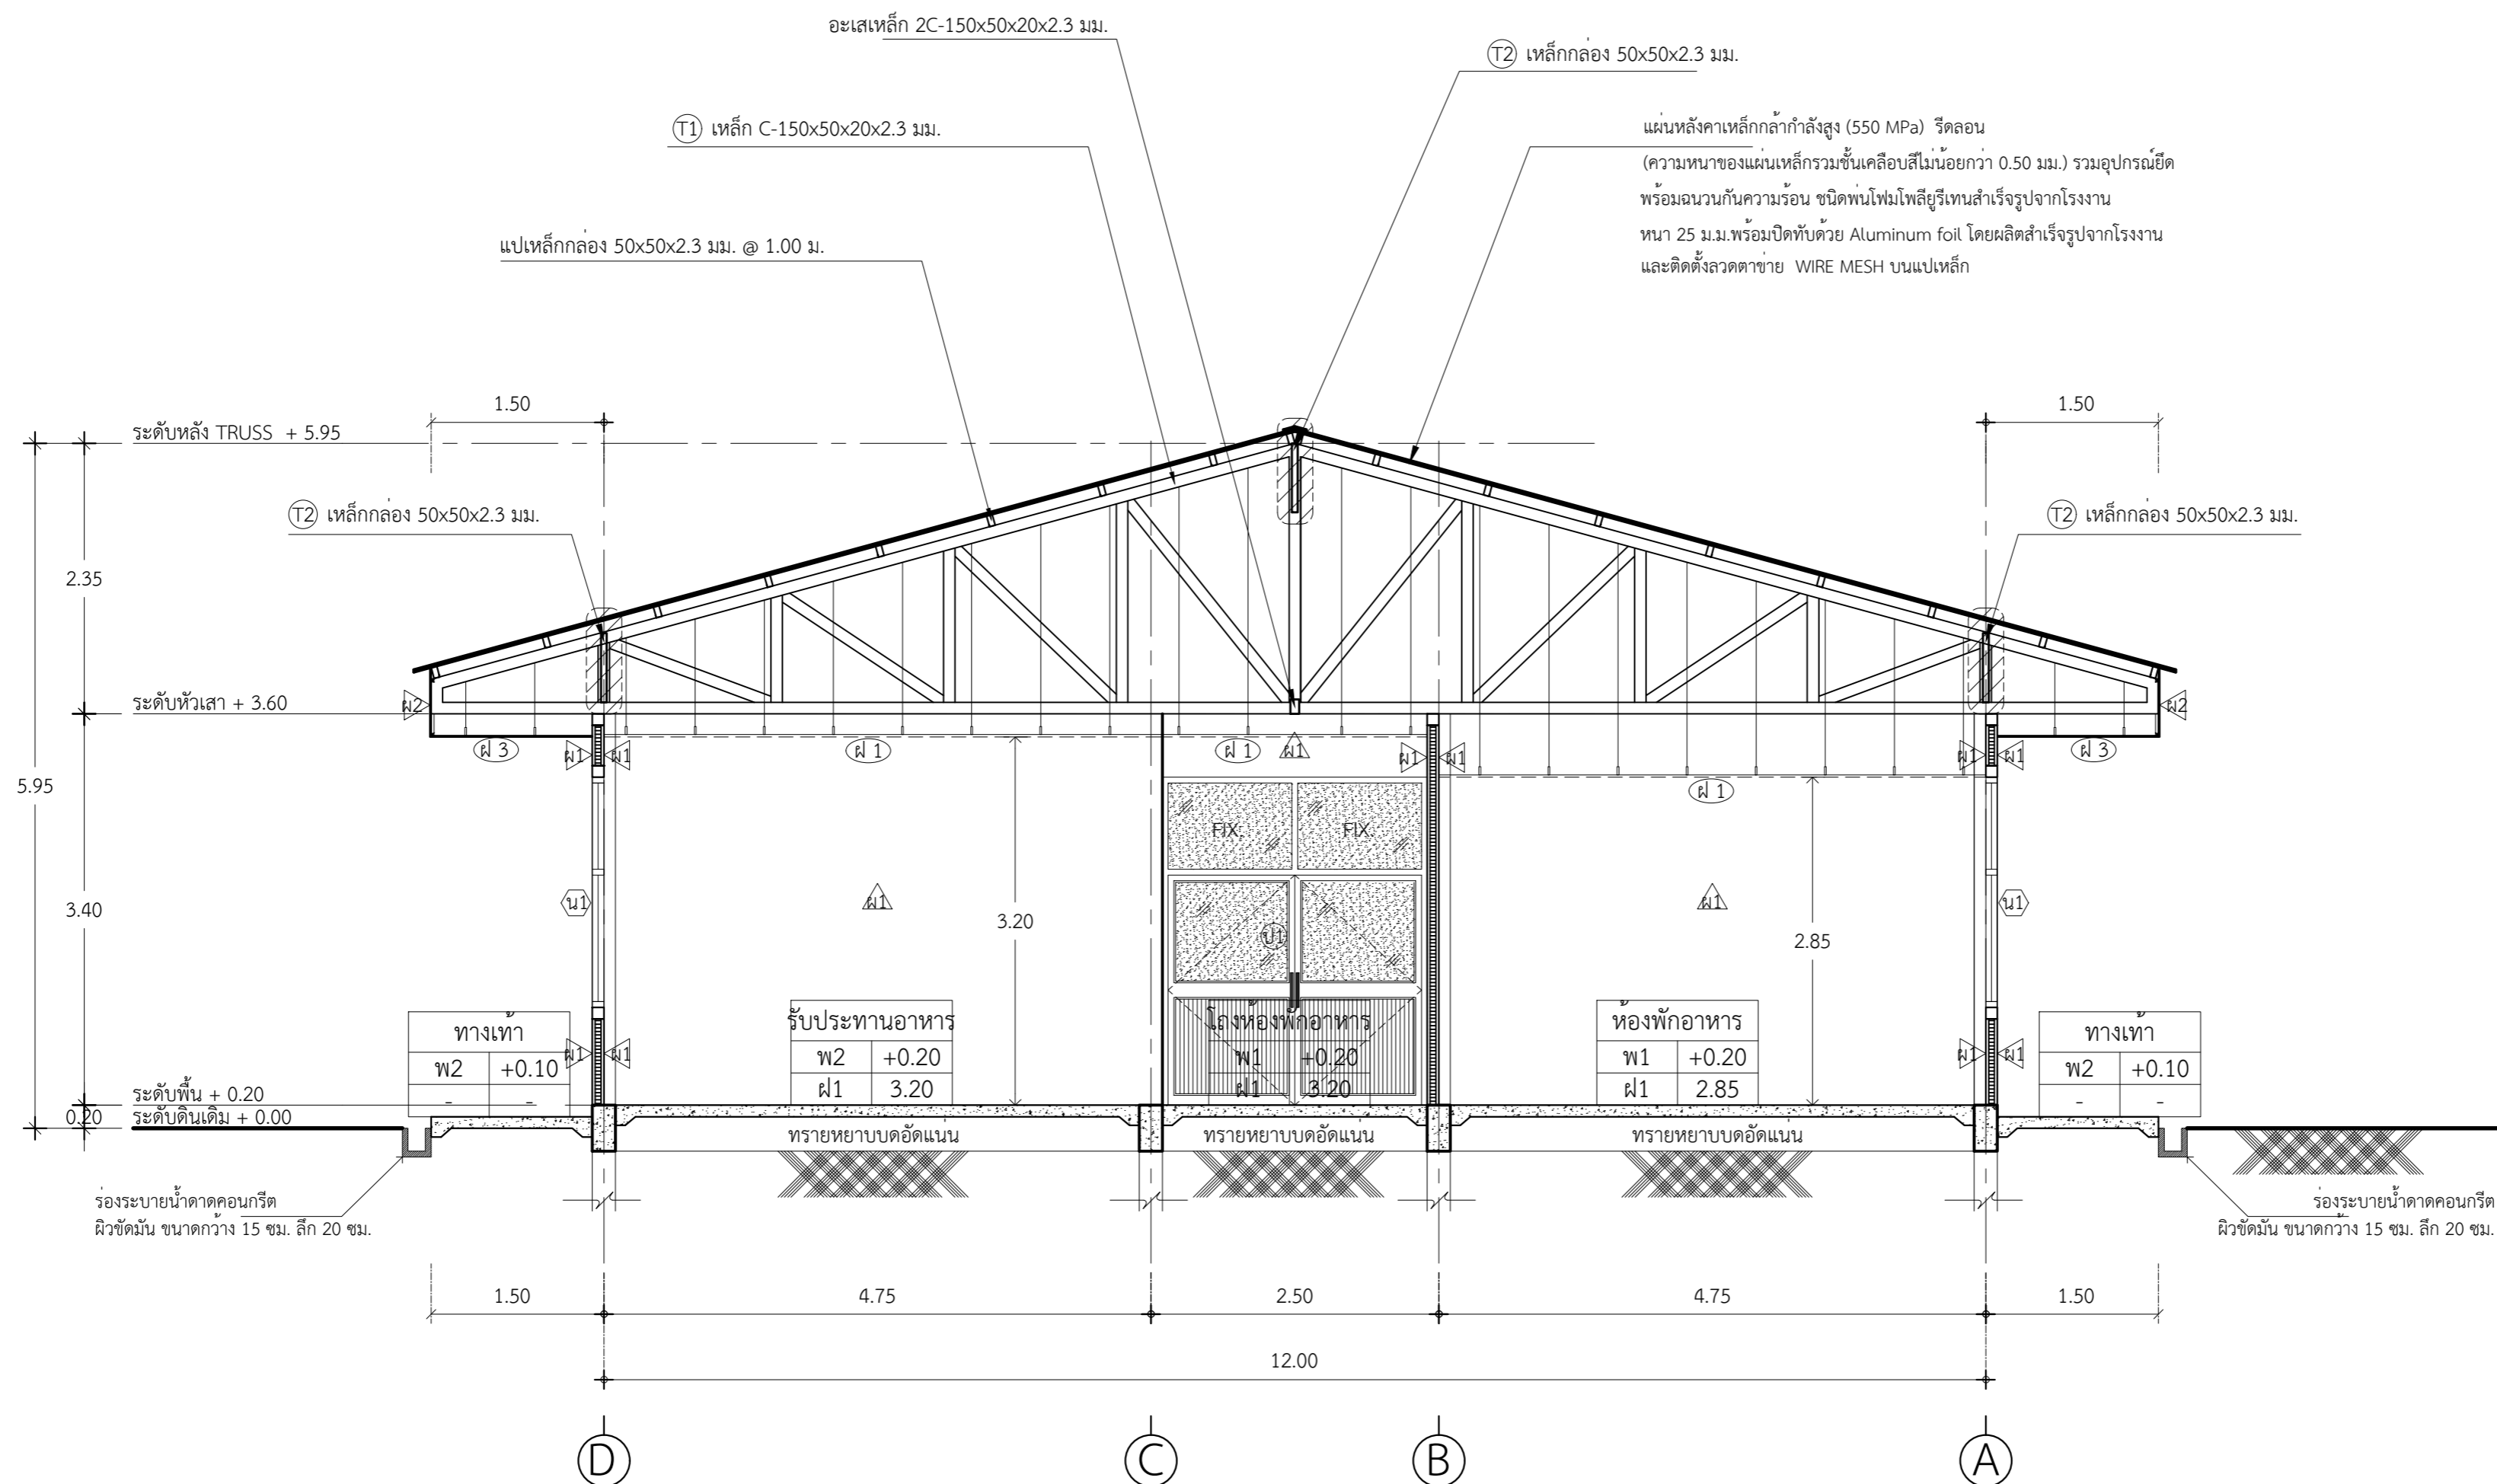 อะเสเหล็ก 2C-150x50x20x2.3 มม.
T2 เหล็กกล่อง 50x50x2.3 มม.
T1 เหล็ก C-150x50x20x2.3 มม.
แผ่นหลังคาเหล็กกล้ากำลังสูง (550 MPa) รีดลอน
(ความหนาของแผ่นเหล็กรวมชั้นเคลือบสีไม่น้อยกว่า 0.50 มม.) รวมอุปกรณ์ยึด
พร้อมฉนวนกันความร้อน ชนิดพ่นโฟมโพลียูรีเทนสำเร็จรูปจากโรงงาน
หนา 25 ม.ม.พร้อมปิดทับด้วย Aluminum foil โดยผลิตสำเร็จรูปจากโรงงาน
และติดตั้งลวดตาข่าย WIRE MESH บนแปเหล็ก
แปเหล็กกล่อง 50x50x2.3 มม. @ 1.00 ม.
1.50
1.50
ระดับหลัง TRUSS + 5.95
T2 เหล็กกล่อง 50x50x2.3 มม.
T2 เหล็กกล่อง 50x50x2.3 มม.
2.35
ระดับหัวเสา + 3.60
ผ2
ผ2
ฝ 3
ผ1
ผ1
ฝ 1
ฝ 1
ผ1
ผ1
ผ1
ผ1
ผ1
ฝ 3
5.95
ฝ 1
FIX.
FIX.
3.40
น1
ผ1
3.20
ป1
ผ1
2.85
น1
ทางเท้า
พ2 +0.10
- -
ผ1
ผ1
รับประทานอาหาร
พ2 +0.20
ฝ1 3.20
โถงห้องพักอาหาร
พ1 +0.20
ฝ1 3.20
ห้องพักอาหาร
พ1 +0.20
ฝ1 2.85
ผ1
ผ1
ทางเท้า
พ2 +0.10
- -
ระดับพื้น + 0.20
0.20
ระดับดินเดิม + 0.00
ทรายหยาบบดอัดแน่น
ทรายหยาบบดอัดแน่น
ทรายหยาบบดอัดแน่น
ร่องระบายน้ำดาดคอนกรีต
ผิวขัดมัน ขนาดกว้าง 15 ซม. ลึก 20 ซม.
ร่องระบายน้ำดาดคอนกรีต
ผิวขัดมัน ขนาดกว้าง 15 ซม. ลึก 20 ซม.
1.50
4.75
2.50
4.75
1.50
12.00
D
C
B
A